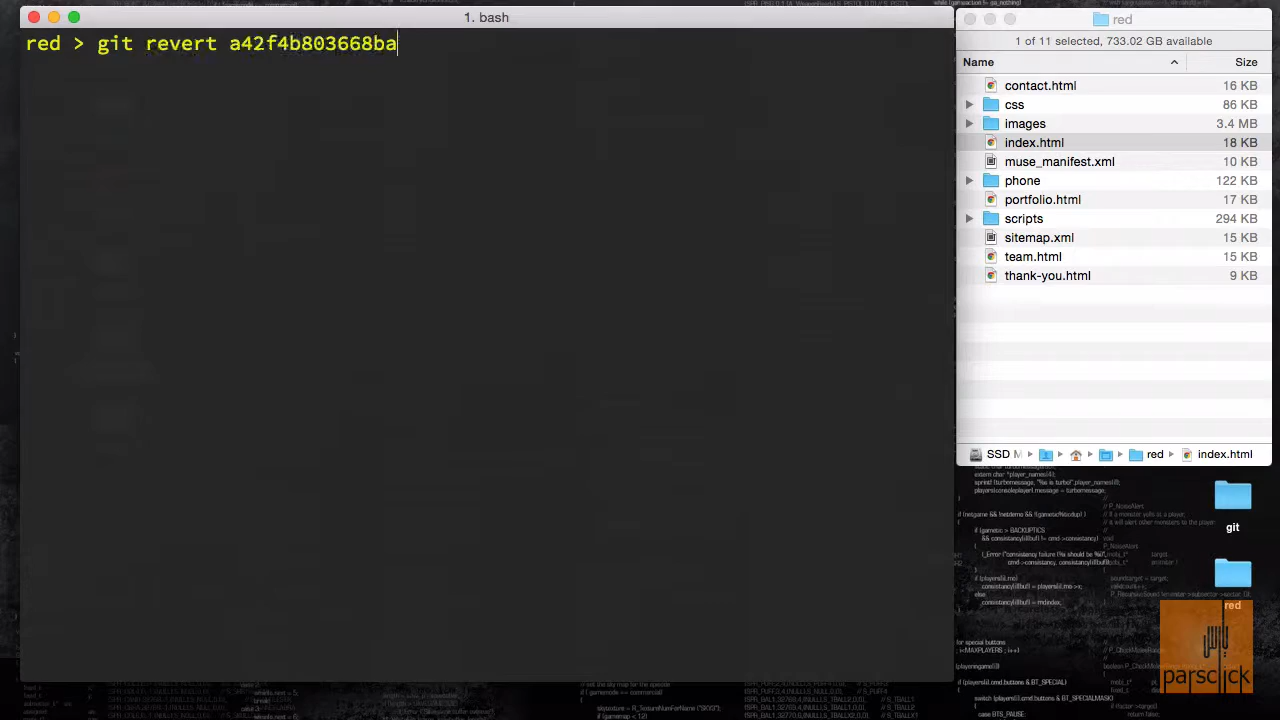 1. bash
red > git revert a42f4b803668ba
red
1 of 11 selected, 733.02 GB available
Name Size
contact.html 16 KB
css 86 KB
images 3.4 MB
index.html 18 KB
muse_manifest.xml 10 KB
phone 122 KB
portfolio.html 17 KB
scripts 294 KB
sitemap.xml 15 KB
team.html 15 KB
thank-you.html 9 KB
SSD M red index.html
git
red
پارس
parsclick